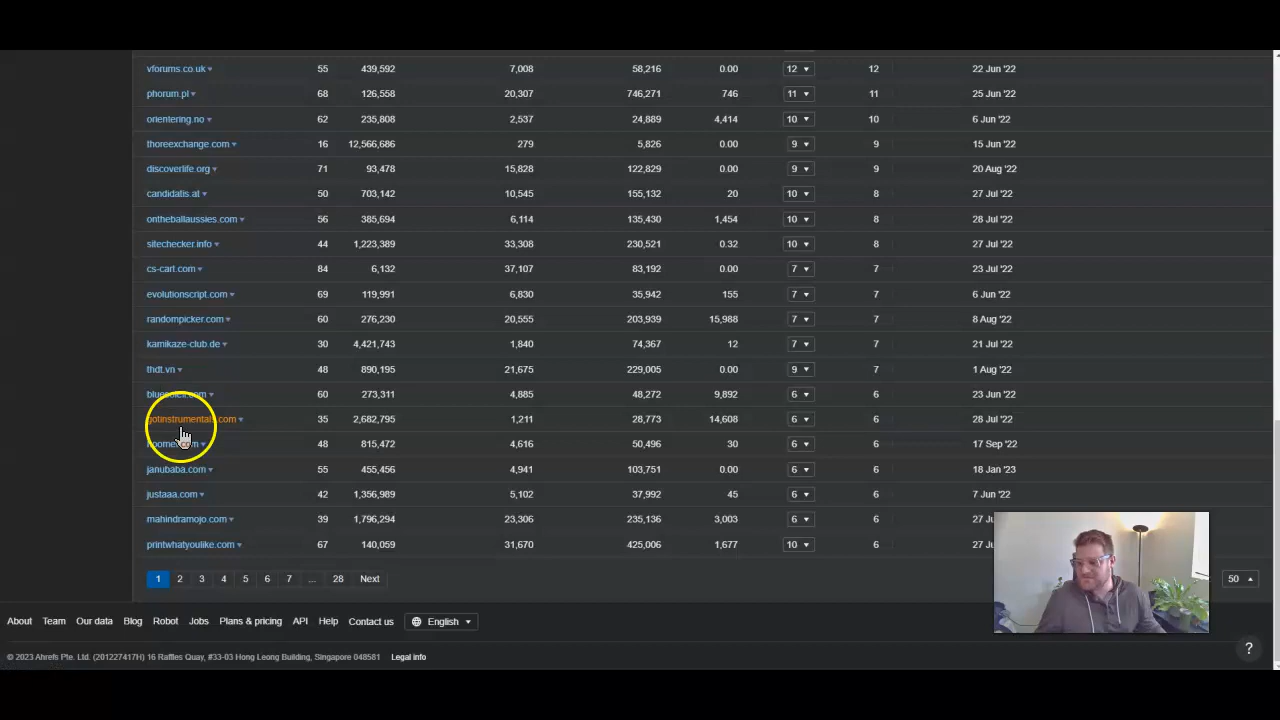 vforums.co.uk 55 439,592 7,008 58,216 0.00 12 12 22 Jun '22
phorum.pl 68 126,558 20,307 746,271 746 11 11 25 Jun '22
orientering.no 62 235,808 2,537 24,889 4,414 10 10 6 Jun '22
thoreexchange.com 16 12,566,686 279 5,826 0.00 9 9 15 Jun '22
discoverlife.org 71 93,478 15,828 122,829 0.00 9 9 20 Aug '22
candidatis.at 50 703,142 10,545 155,132 20 10 8 27 Jul '22
ontheballaussies.com 56 385,694 6,114 135,430 1,454 10 8 28 Jul '22
sitechecker.info 44 1,223,389 33,308 230,521 0.32 10 8 27 Jul '22
cs-cart.com 84 6,132 37,107 83,192 0.00 7 7 23 Jul '22
evolutionscript.com 69 119,991 6,830 35,942 155 7 7 6 Jun '22
randompicker.com 60 276,230 20,555 203,939 15,988 7 7 8 Aug '22
kamikaze-club.de 30 4,421,743 1,840 74,367 12 7 7 21 Jul '22
thdt.vn 48 890,195 21,675 229,005 0.00 9 7 1 Aug '22
60 273,311 4,885 48,272 9,892 6 6 23 Jun '22
gotinstrumentals.com 35 2,682,795 1,211 28,773 14,608 6 6 28 Jul '22
48 815,472 4,616 50,496 30 6 6 17 Sep '22
janubaba.com 55 455,456 4,941 103,751 0.00 6 6 18 Jan '23
justaaa.com 42 1,356,989 5,102 37,992 45 6 6 7 Jun '22
mahindramojo.com 39 1,796,294 23,306 235,136 3,003 6 6 27
printwhatyoulike.com 67 140,059 31,670 425,006 1,677 10 6 27
1 2 3 4 5 6 7 ... 28 Next 50
About Team Our data Blog Robot Jobs Plans & pricing API Help Contact us English
© 2023 Ahrefs Pte. Ltd. (201227417H) 16 Raffles Quay, #33-03 Hong Leong Building, Singapore 048581 Legal info
?